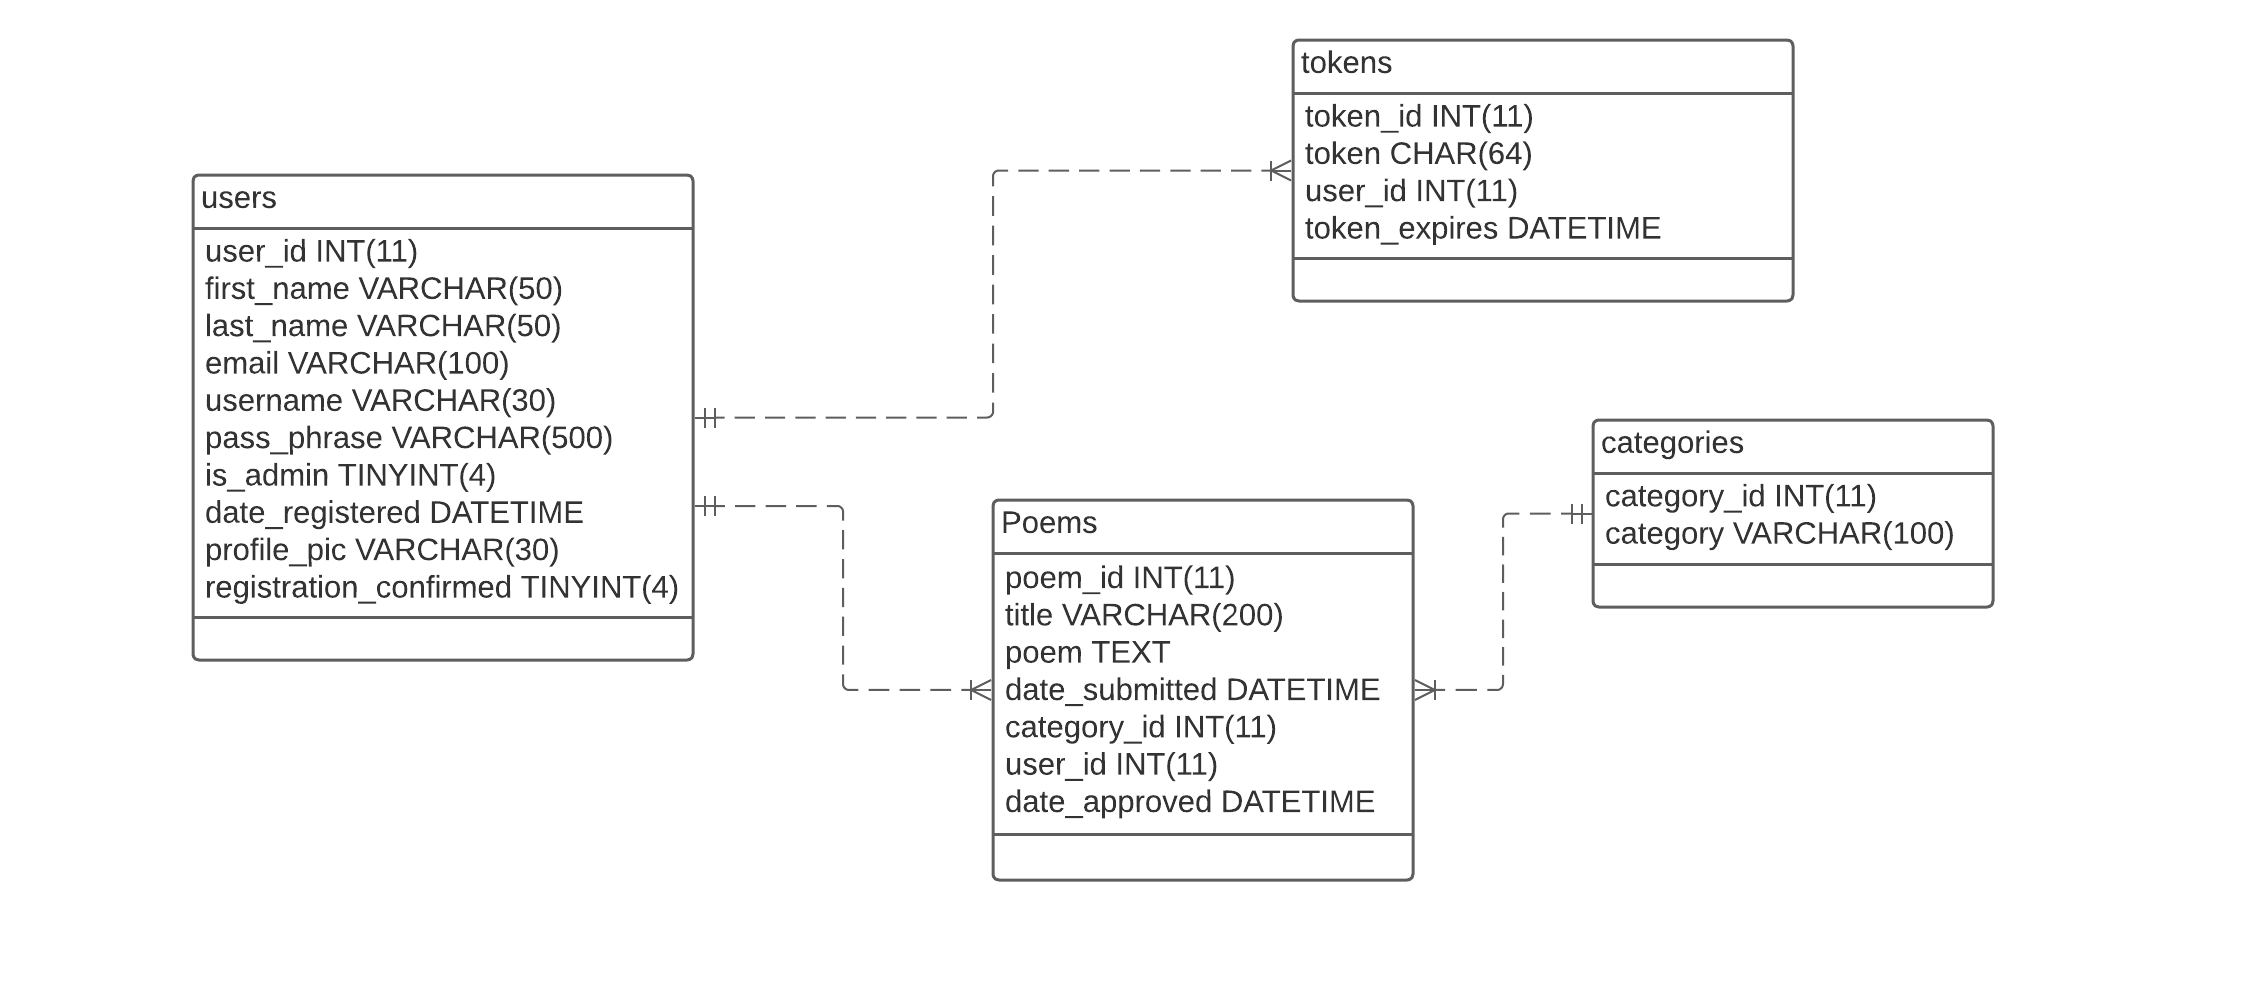 users
user_id INT(11)
first_name VARCHAR(50)
last_name VARCHAR(50)
email VARCHAR(100)
username VARCHAR(30)
pass_phrase VARCHAR(500)
is_admin TINYINT(4)
date_registered DATETIME
profile_pic VARCHAR(30)
registration_confirmed TINYINT(4)
tokens
token_id INT(11)
token CHAR(64)
user_id INT(11)
token_expires DATETIME
Poems
poem_id INT(11)
title VARCHAR(200)
poem TEXT
date_submitted DATETIME
category_id INT(11)
user_id INT(11)
date_approved DATETIME
categories
category_id INT(11)
category VARCHAR(100)